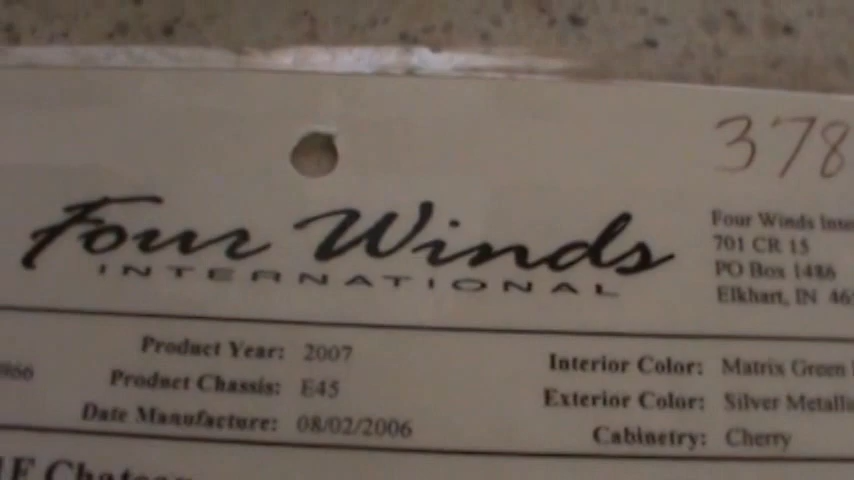 378
Four Winds
INTERNATIONAL
Four Winds Inte
701 CR 15
PO Box 1486
Elkhart, IN 46
Product Year: 2007
Product Chassis: E45
Date Manufacture: 08/02/2006
Interior Color: Matrix Green
Exterior Color: Silver Metalli
Cabinetry: Cherry